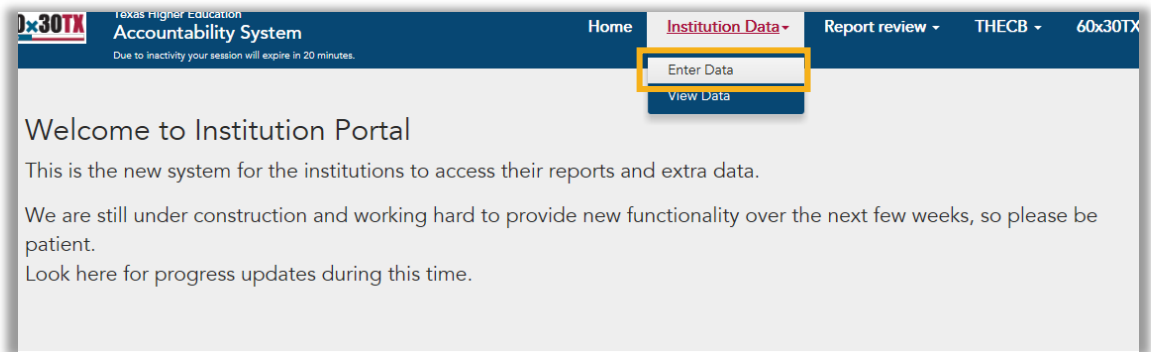 0x30TX
Texas Higher Education
Accountability System
Due to inactivity your session will expire in 20 minutes.
Home Institution Data Report review THECB 60x30TX
Enter Data
View Data
Welcome to Institution Portal
This is the new system for the institutions to access their reports and extra data.
We are still under construction and working hard to provide new functionality over the next few weeks, so please be
patient.
Look here for progress updates during this time.